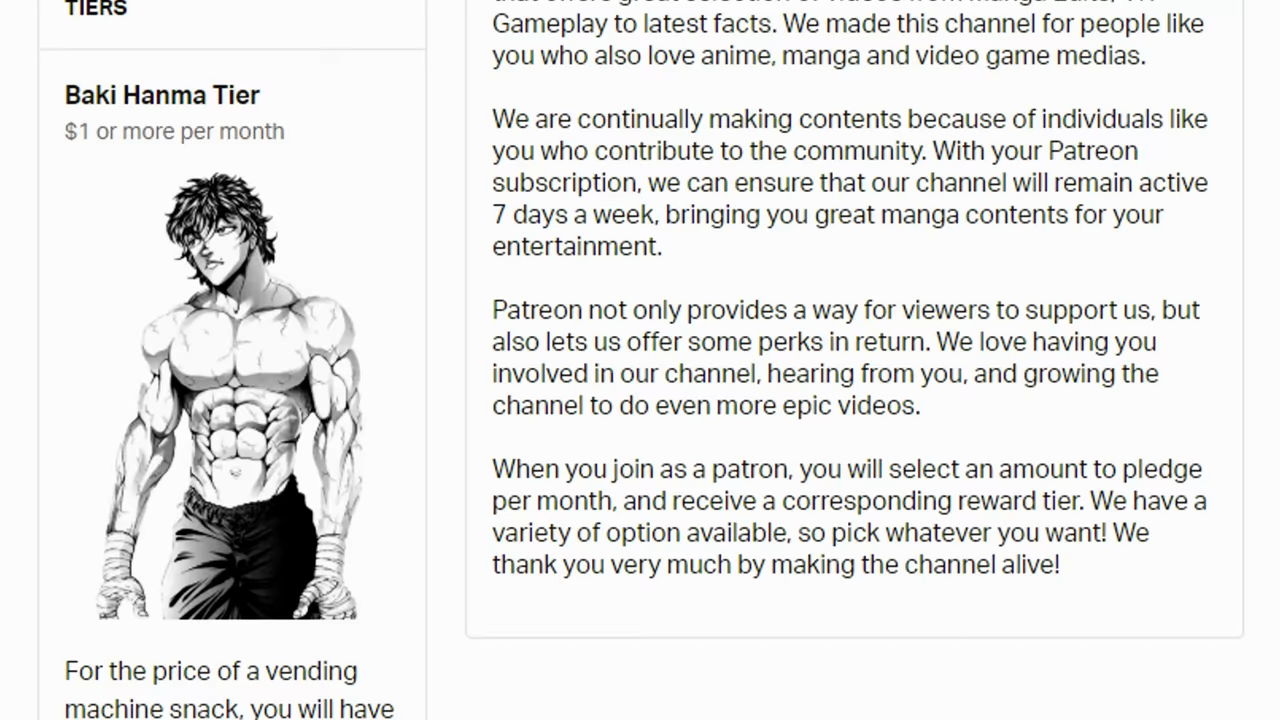 TIERS
Baki Hanma Tier
$1 or more per month
For the price of a vending
machine snack, you will have
Gameplay to latest facts. We made this channel for people like
you who also love anime, manga and video game medias.
We are continually making contents because of individuals like
you who contribute to the community. With your Patreon
subscription, we can ensure that our channel will remain active
7 days a week, bringing you great manga contents for your
entertainment.
Patreon not only provides a way for viewers to support us, but
also lets us offer some perks in return. We love having you
involved in our channel, hearing from you, and growing the
channel to do even more epic videos.
When you join as a patron, you will select an amount to pledge
per month, and receive a corresponding reward tier. We have a
variety of option available, so pick whatever you want! We
thank you very much by making the channel alive!